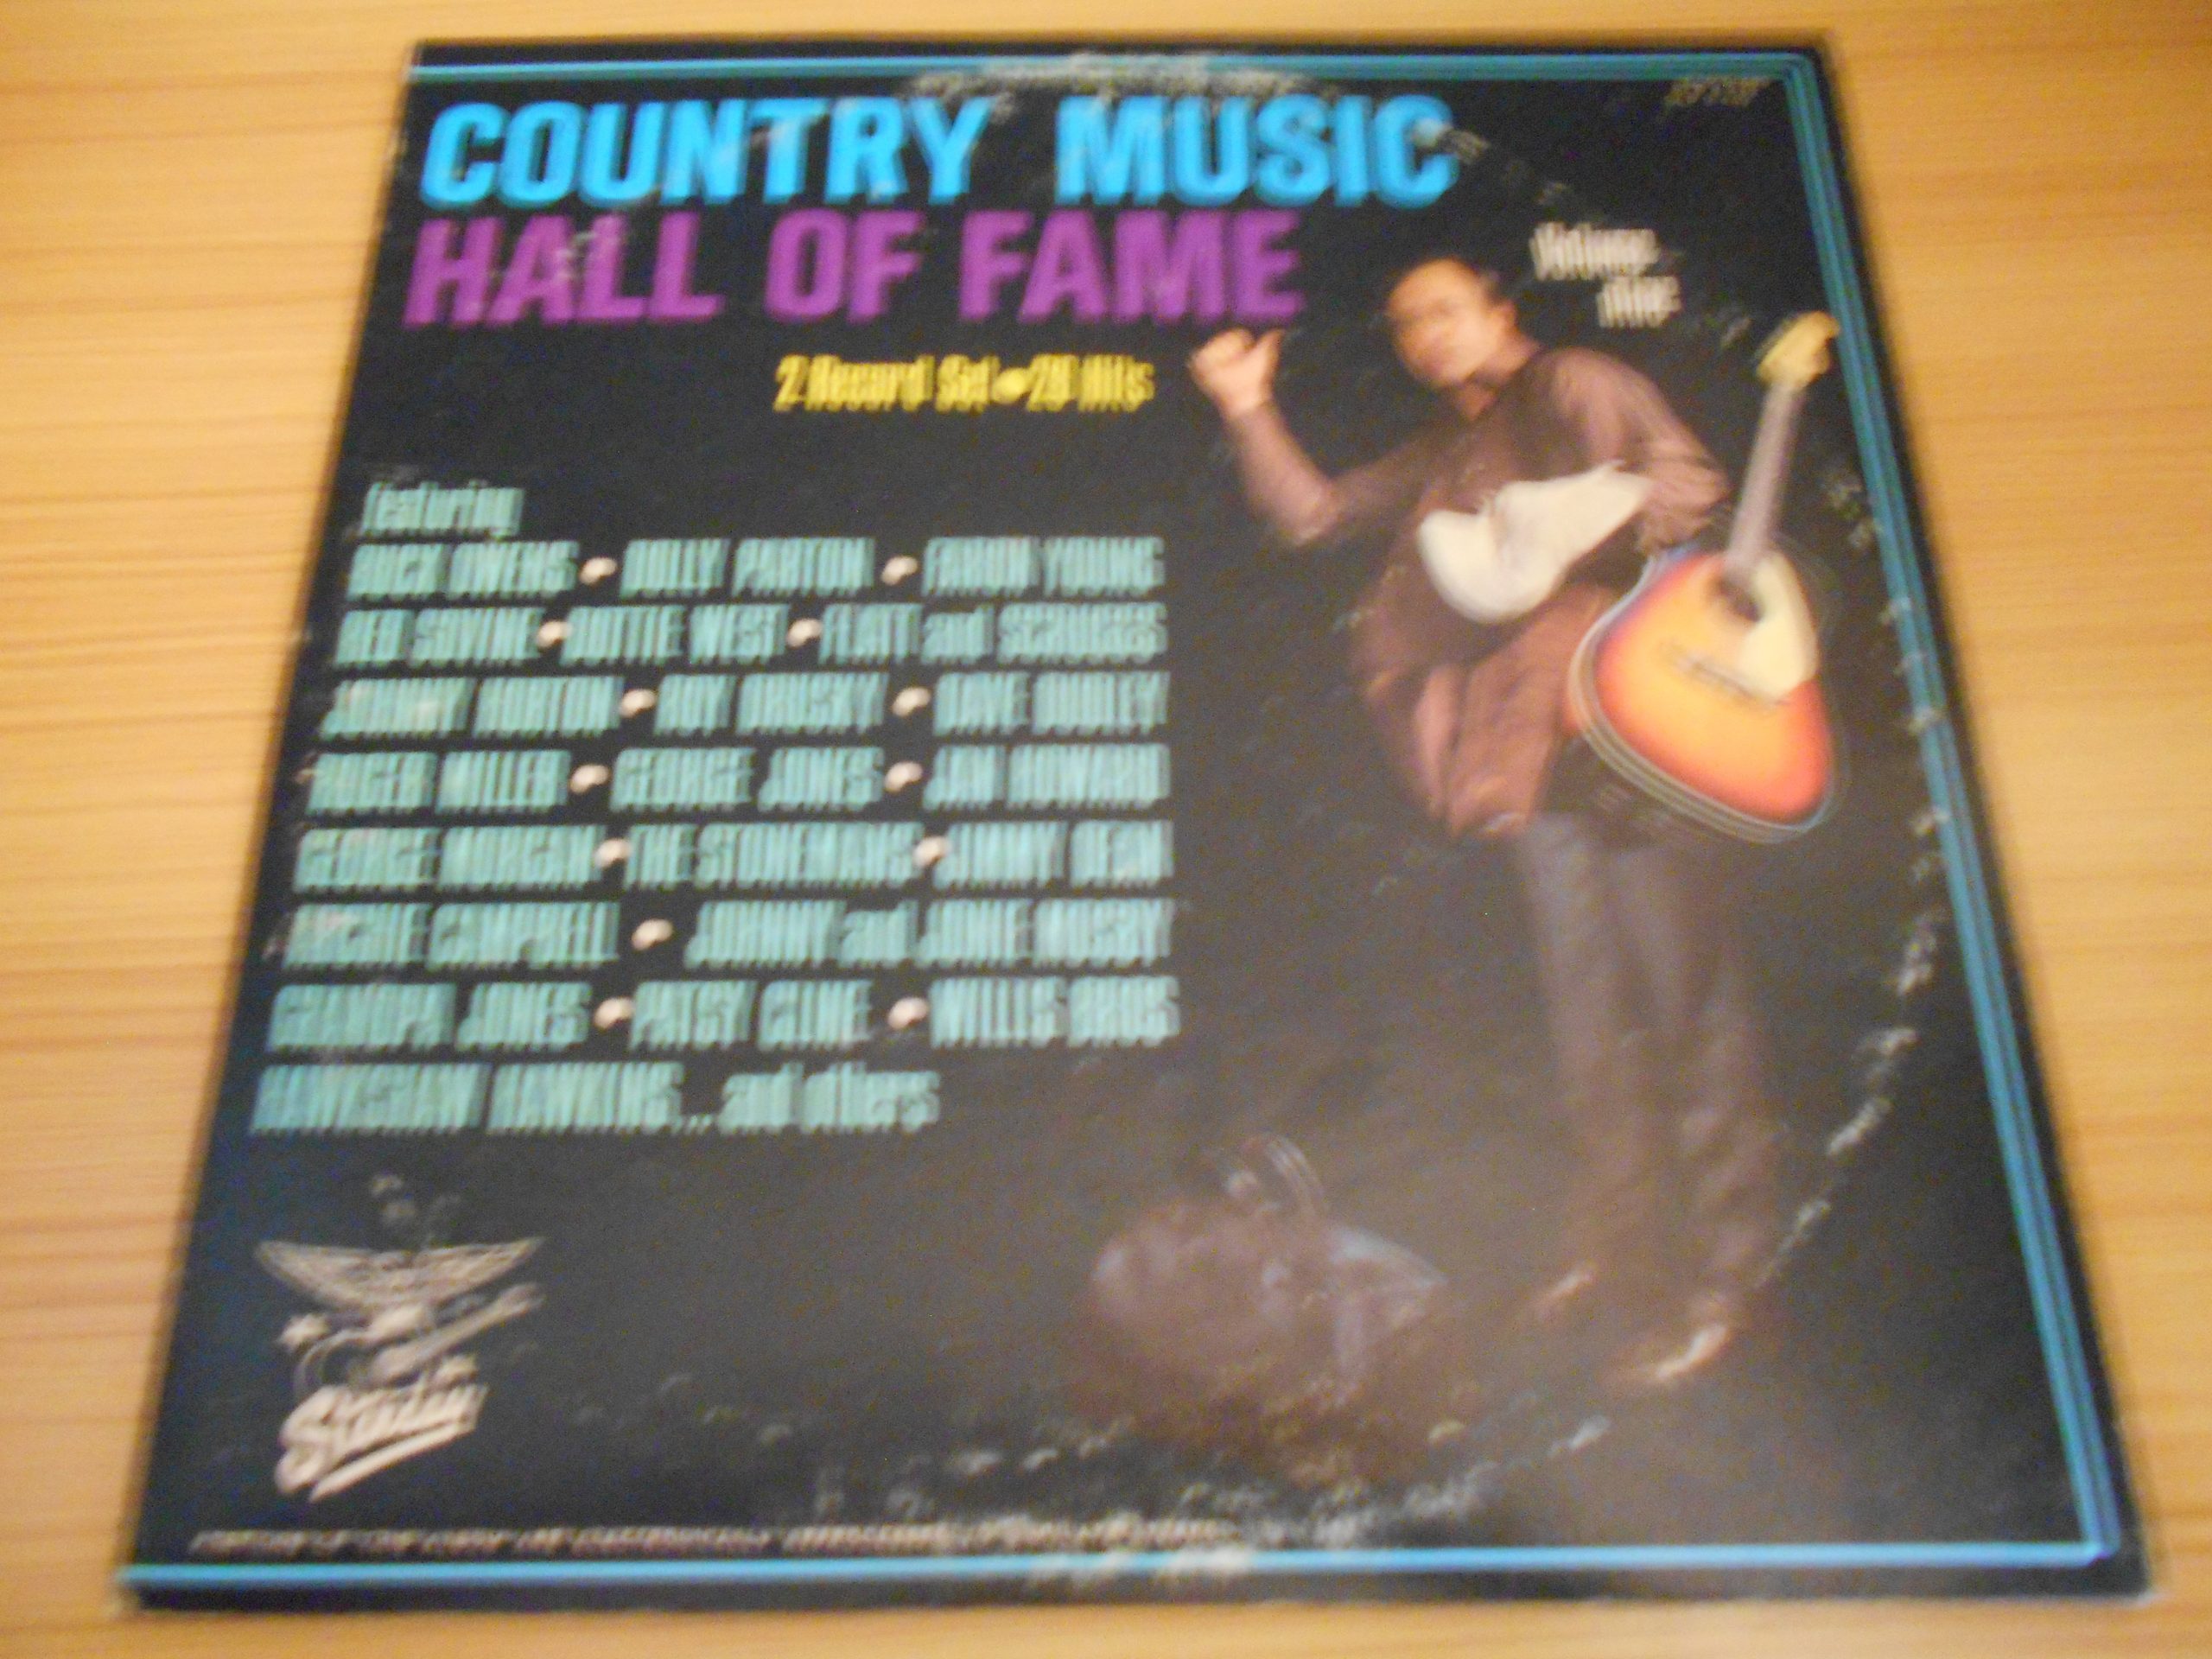 COUNTRY MUSIC
HALL OF FAME
Volume
2 Record Set • Hits
featuring
BUCK OWENS • DOLLY PARTON • FARON YOUNG
RED SOVINE • DOTTIE WEST • FLATT and SCRUGGS
JOHNNY HORTON • ROY DRUSKY • DAVE DUDLEY
ROGER MILLER • GEORGE JONES • JAN HOWARD
GEORGE MORGAN • THE STONEMANS • JIMMY DEAN
ARCHIE CAMPBELL • JOHNNY and JONIE MOSBY
GRANDPA JONES • PATSY CLINE • WILLIS BROS
HAWKSHAW HAWKINS... and others
Starday